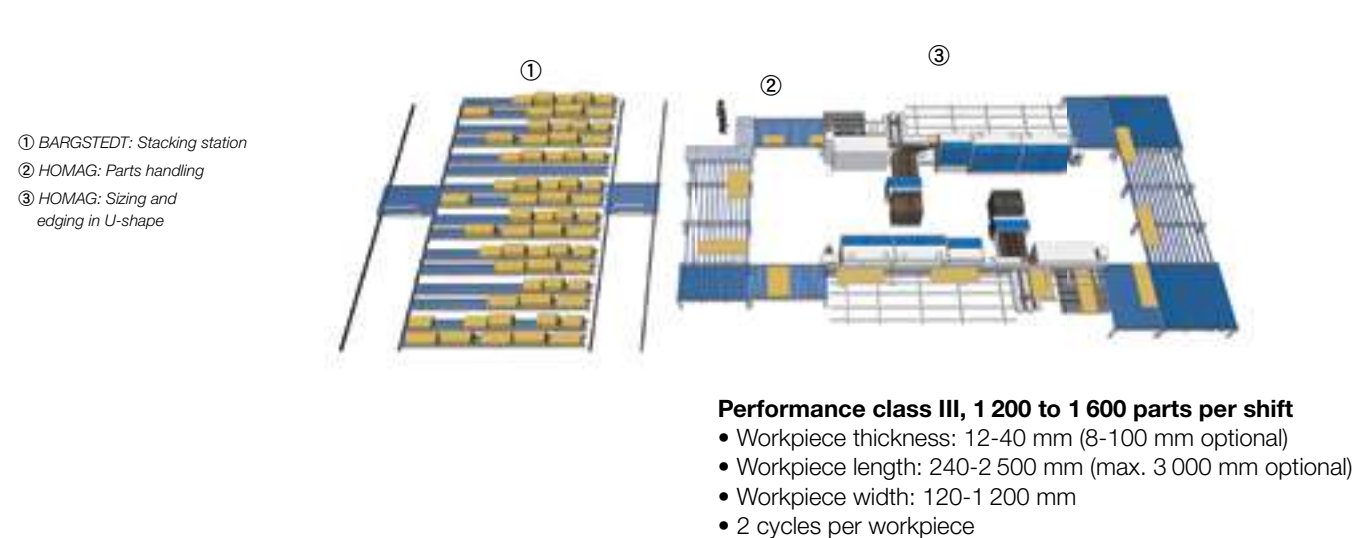 ①
②
③
① BARGSTEDT: Stacking station
② HOMAG: Parts handling
③ HOMAG: Sizing and
edging in U-shape
Performance class III, 1 200 to 1 600 parts per shift
• Workpiece thickness: 12-40 mm (8-100 mm optional)
• Workpiece length: 240-2 500 mm (max. 3 000 mm optional)
• Workpiece width: 120-1 200 mm
• 2 cycles per workpiece